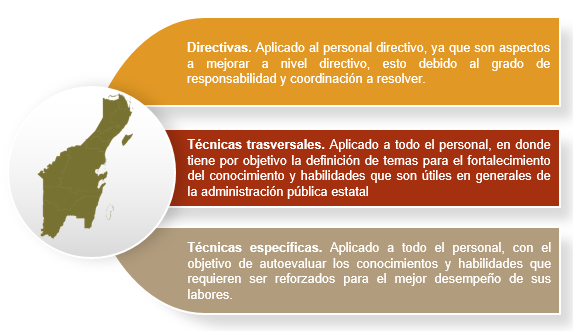 Directivas. Aplicado al personal directivo, ya que son aspectos
a mejorar a nivel directivo, esto debido al grado de
responsabilidad y coordinación a resolver.
Técnicas trasversales. Aplicado a todo el personal, en donde
tiene por objetivo la definición de temas para el fortalecimiento
del conocimiento y habilidades que son útiles en generales de
la administración pública estatal
Técnicas especificas. Aplicado a todo el personal, con el
objetivo de autoevaluar los conocimientos y habilidades que
requieren ser reforzados para el mejor desempeño de sus
labores.